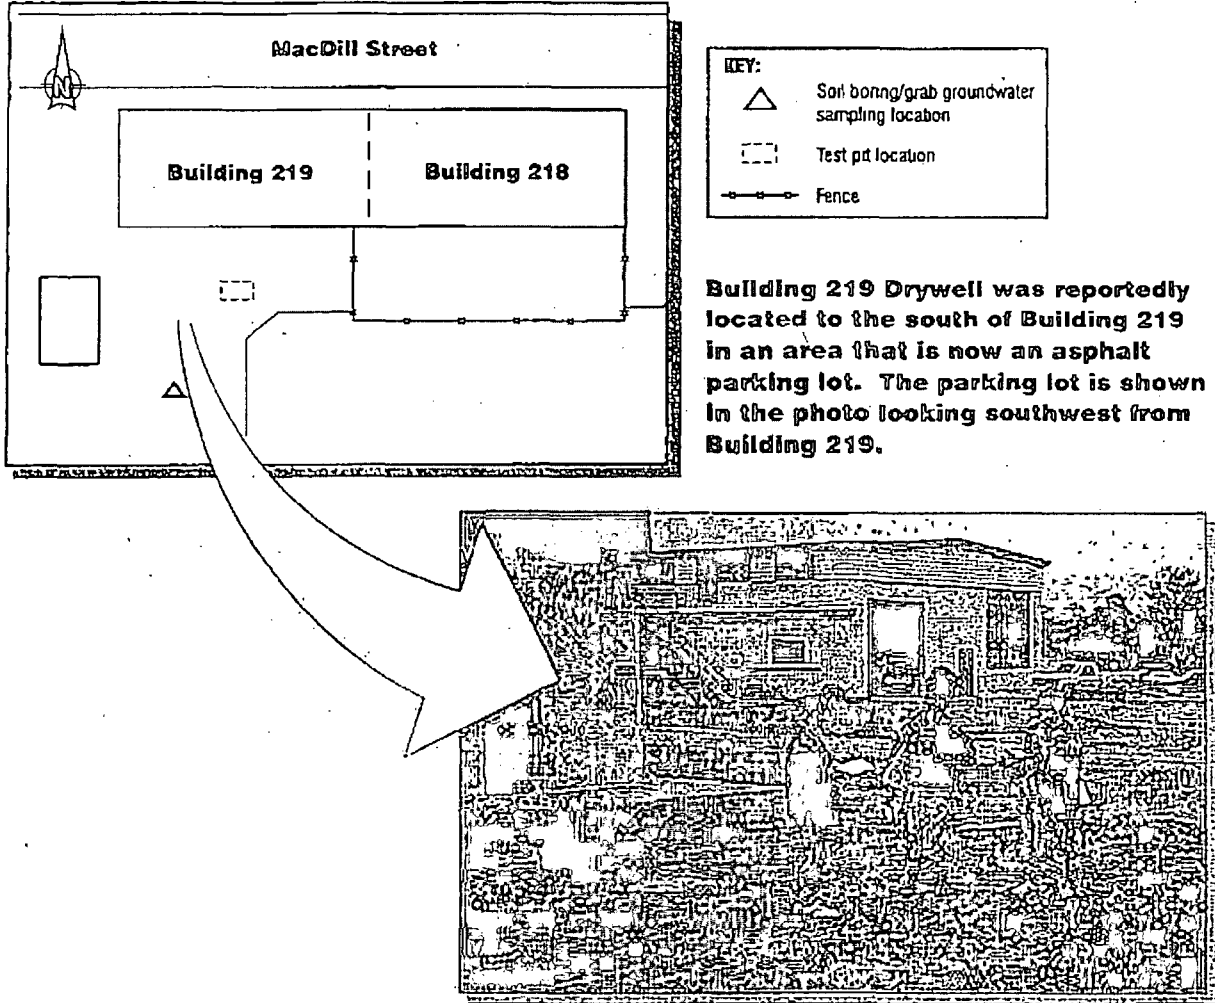 MacDill Street
N
Building 219
Building 218
KEY:
Soil boring/grab groundwater
sampling location
Test pit location
Fence
Building 219 Drywell was reportedly
located to the south of Building 219
in an area that is now an asphalt
parking lot. The parking lot is shown
in the photo looking southwest from
Building 219.